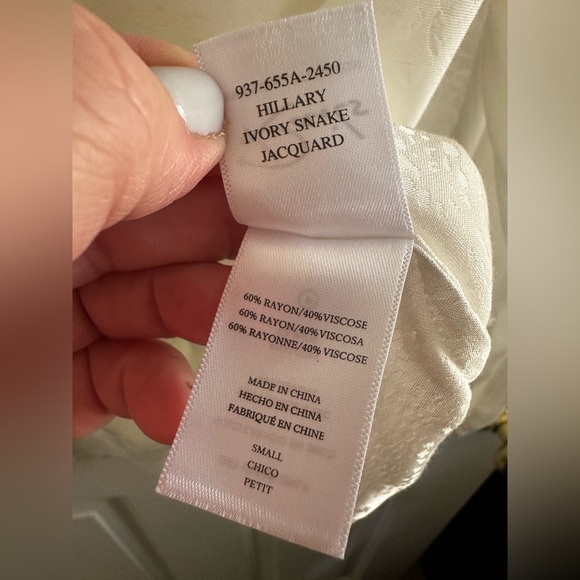 937-655A-2450
HILLARY
IVORY SNAKE
JACQUARD
60% RAYON/40%VISCOSE
60% RAYON/40% VISCOSA
60% RAYONNE/40% VISCOSE
MADE IN CHINA
HECHO EN CHINA
FABRIQUÉ EN CHINE
SMALL
CHICO
PETIT